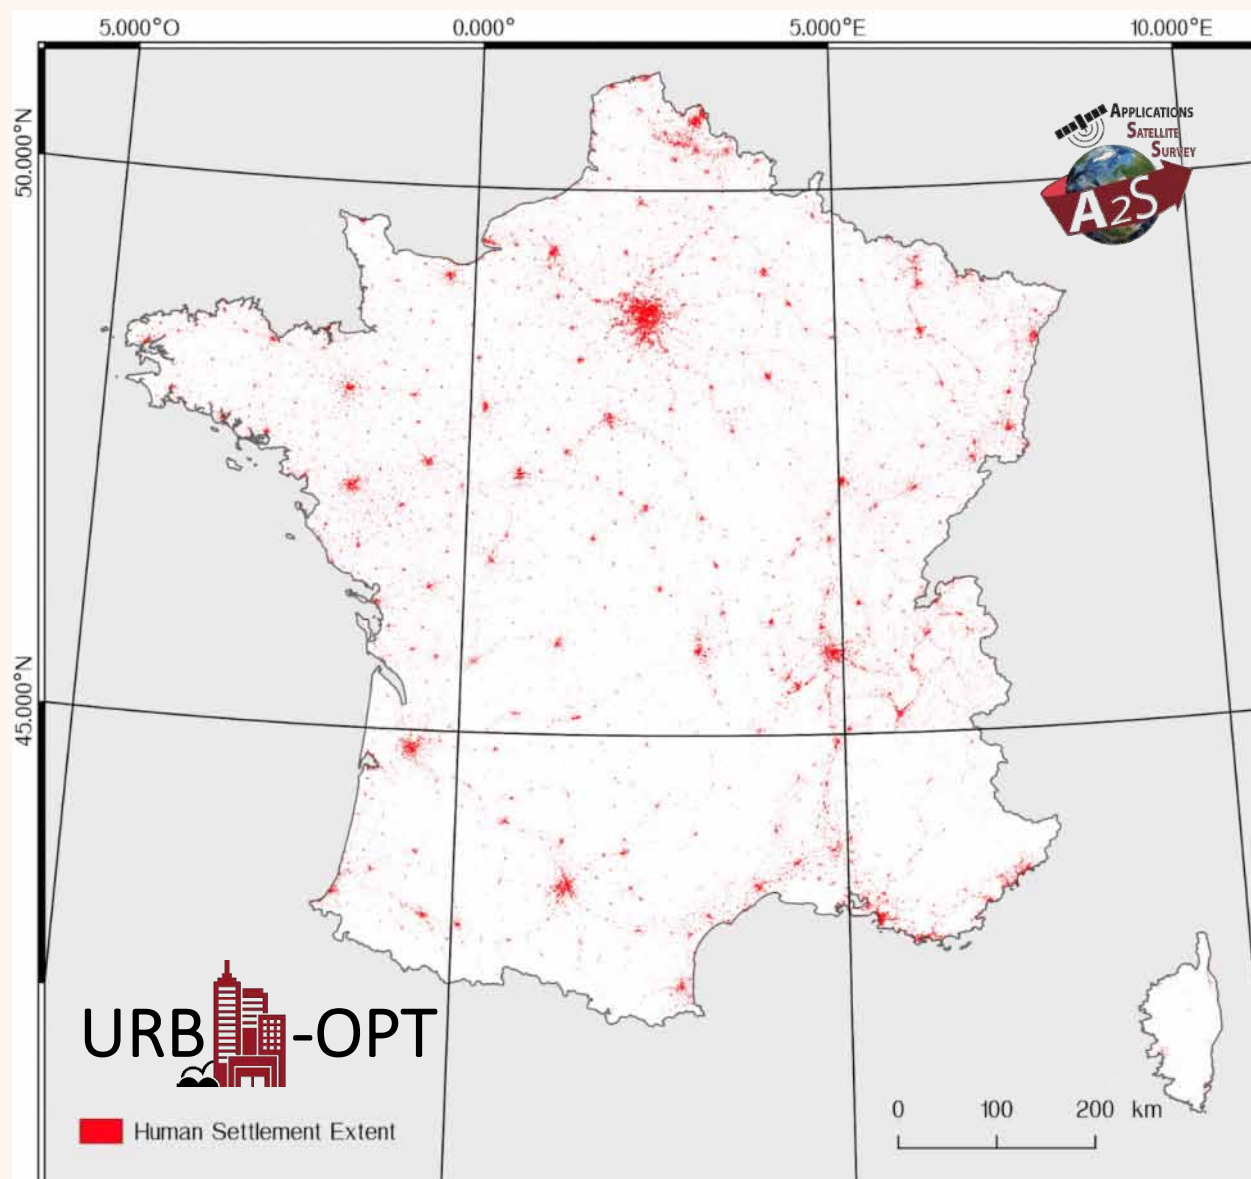 5.000°O 0.000° 5.000°E 10.000°E
50.000°N
APPLICATIONS
SATELLITE
SURVEY
A2S
45.000°N
URB-OPT
Human Settlement Extent
0 100 200 km